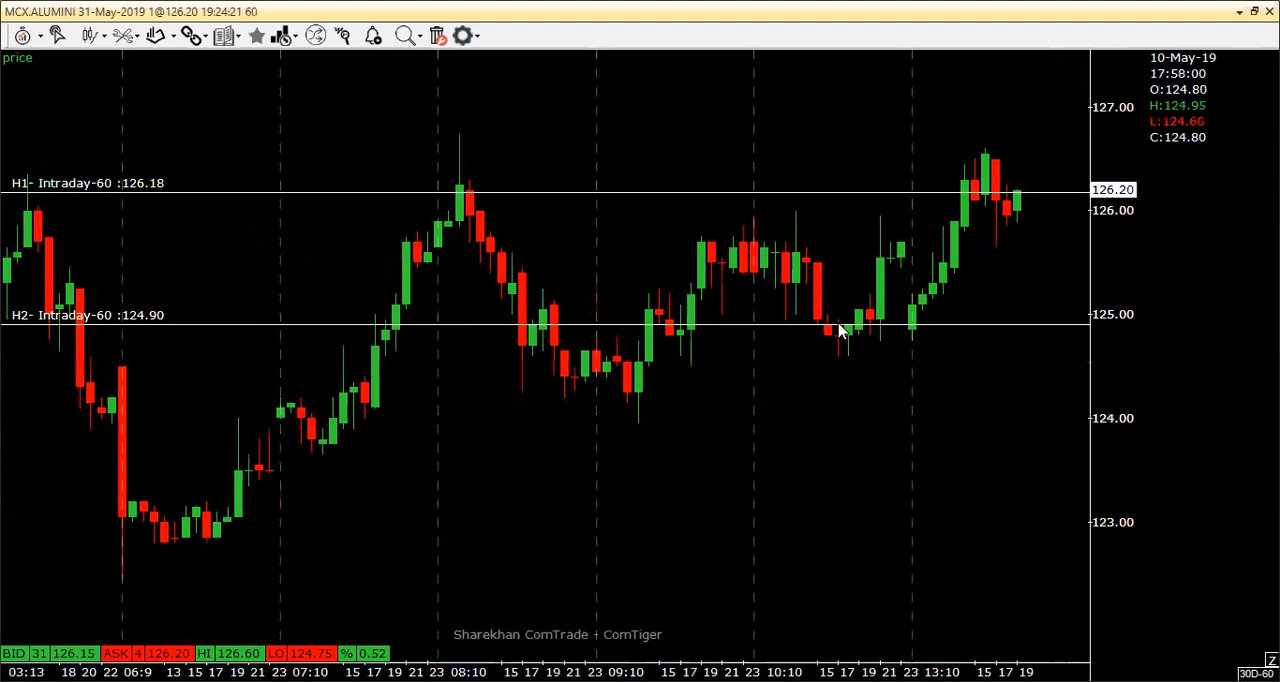 MCX.ALUMINI 31-May-2019 1@126.20 19:24:21 60
price
10-May-19
17:58:00
O:124.80
H:124.95
L:124.66
C:124.80
127.00
H1- Intraday-60 :126.18
126.20
126.00
H2- Intraday-60 :124.90
125.00
124.00
123.00
Sharekhan ComTrade - ComTiger
BID 31 126.15 ASK 4 126.20 HI 126.60 LO 124.75 % 0.52
03:13 18 20 22 06:9 13 15 17 19 21 23 07:10 15 17 19 21 23 08:10 15 17 19 21 23 09:10 15 17 19 21 23 10:10 15 17 19 21 23 13:10 15 17 19
Z
30D-60